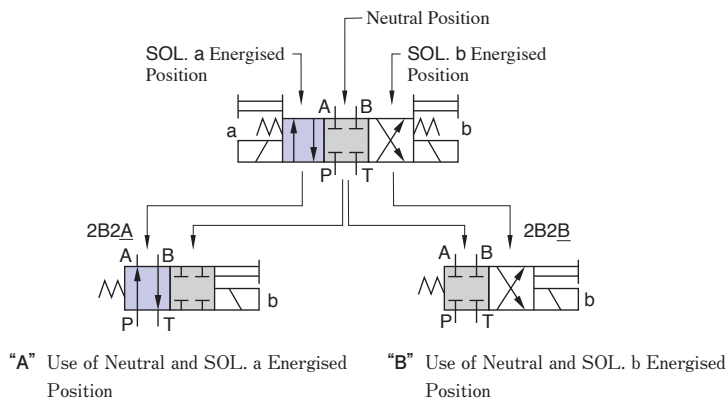 Neutral Position
SOL. a Energised
Position
SOL. b Energised
Position
A B
a
b
P T
2B2A
2B2B
A B
b
P T
A B
b
P T
"A" Use of Neutral and SOL. a Energised
Position
"B" Use of Neutral and SOL. b Energised
Position